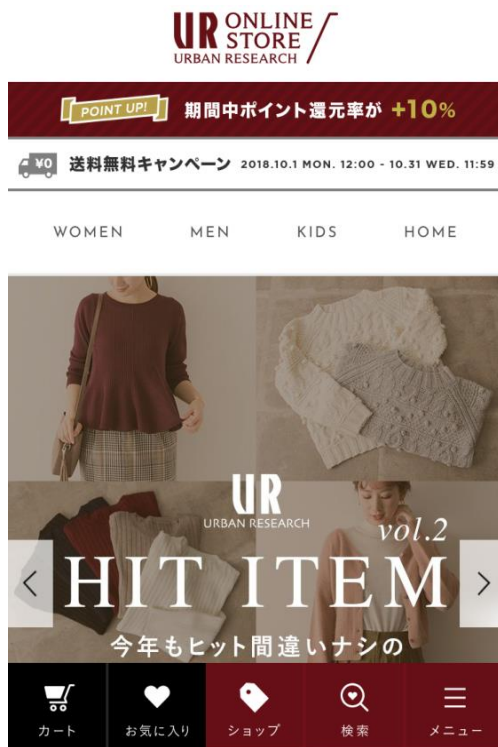 UR ONLINE
STORE
URBAN RESEARCH
POINT UP! 期間中ポイント還元率が +10%
¥0 送料無料キャンペーン 2018.10.1 MON. 12:00 - 10.31 WED. 11:59
WOMEN MEN KIDS HOME
UR
URBAN RESEARCH
vol.2
HIT ITEM
今年もヒット間違いナシの
カート お気に入り ショップ 検索 メニュー